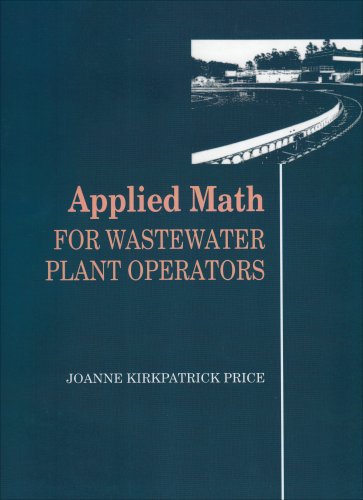 Applied Math
FOR WASTEWATER
PLANT OPERATORS
JOANNE KIRKPATRICK PRICE